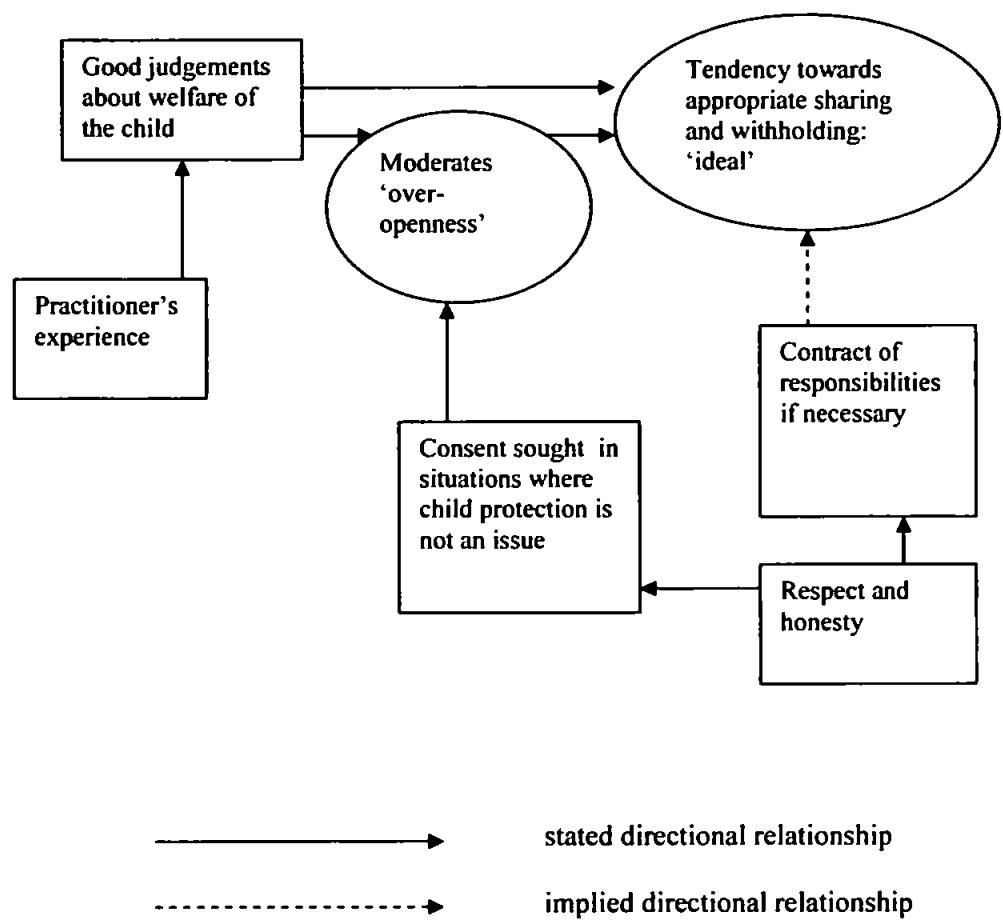 Good judgements
about welfare of
the child
Tendency towards
appropriate sharing
and withholding:
‘ideal’
Moderates
‘over-
openness’
Practitioner’s
experience
Contract of
responsibilities
if necessary
Consent sought in
situations where
child protection is
not an issue
Respect and
honesty
stated directional relationship
implied directional relationship